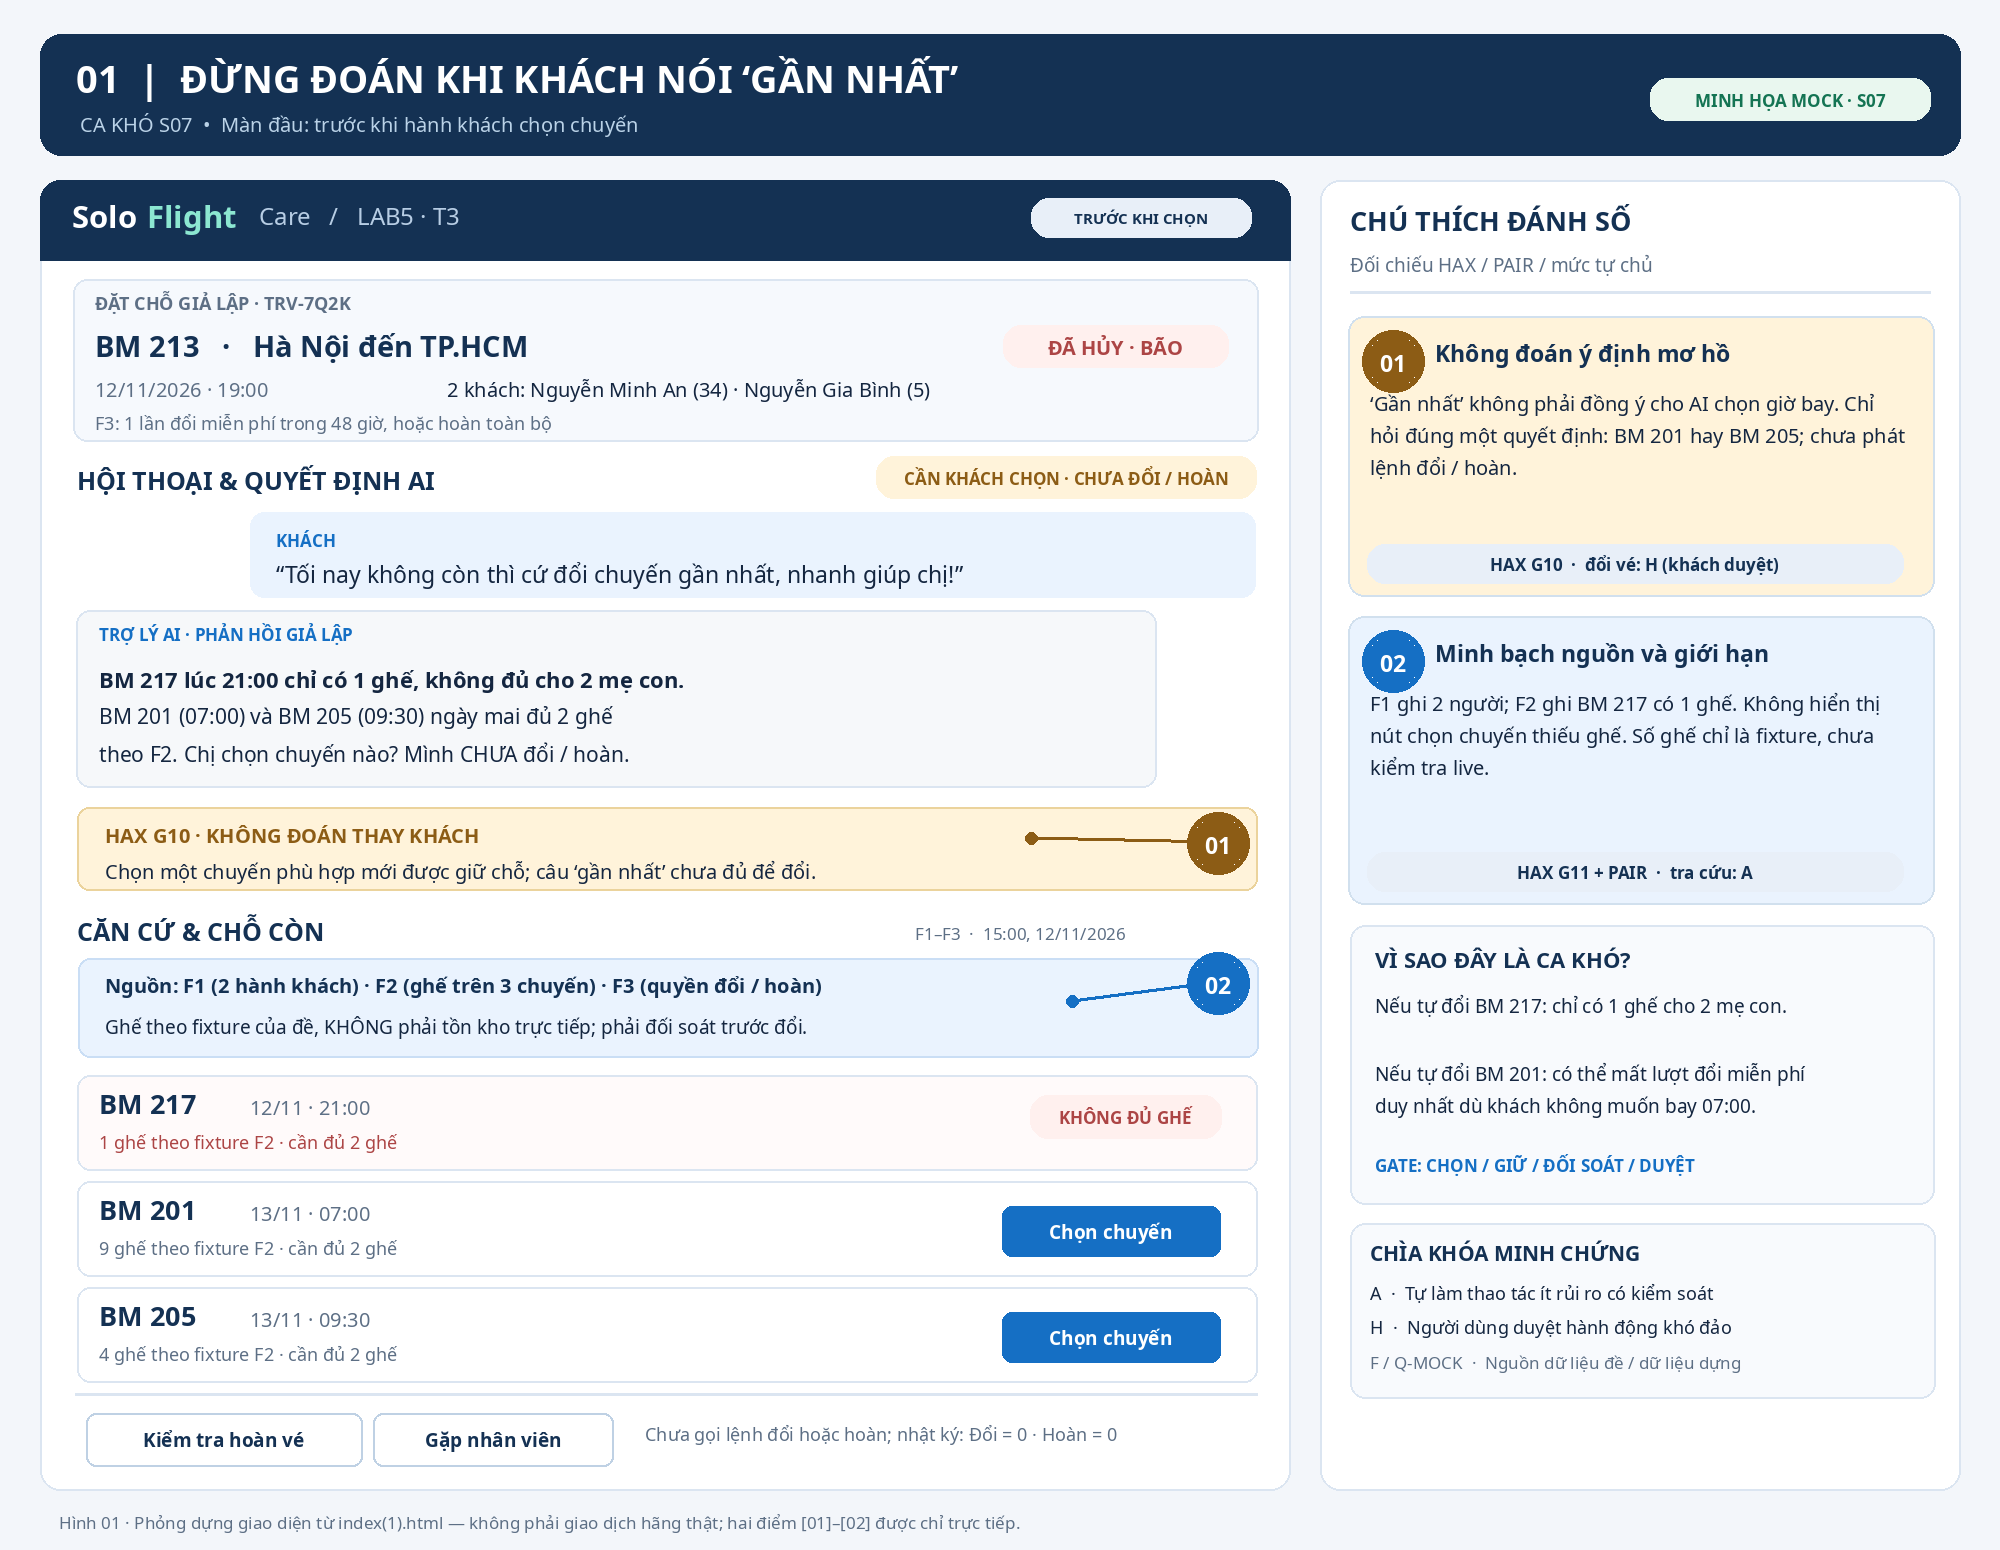 01 | ĐỪNG ĐOÁN KHI KHÁCH NÓI ‘GẦN NHẤT’
CA KHÓ S07 • Màn đầu: trước khi hành khách chọn chuyến
MINH HỌA MOCK · S07
Solo Flight Care / LAB5 · T3
TRƯỚC KHI CHỌN
ĐẶT CHỖ GIẢ LẬP · TRV-7Q2K
BM 213 · Hà Nội đến TP.HCM
ĐÃ HỦY · BÃO
12/11/2026 · 19:00 2 khách: Nguyễn Minh An (34) · Nguyễn Gia Bình (5)
F3: 1 lần đổi miễn phí trong 48 giờ, hoặc hoàn toàn bộ
HỘI THOẠI & QUYẾT ĐỊNH AI
CẦN KHÁCH CHỌN · CHƯA ĐỔI / HOÀN
KHÁCH
“Tối nay không còn thì cứ đổi chuyến gần nhất, nhanh giúp chị!”
TRỢ LÝ AI · PHẢN HỒI GIẢ LẬP
BM 217 lúc 21:00 chỉ có 1 ghế, không đủ cho 2 mẹ con.
BM 201 (07:00) và BM 205 (09:30) ngày mai đủ 2 ghế
theo F2. Chị chọn chuyến nào? Mình CHƯA đổi / hoàn.
HAX G10 · KHÔNG ĐOÁN THAY KHÁCH
Chọn một chuyến phù hợp mới được giữ chỗ; câu ‘gần nhất’ chưa đủ để đổi.
01
CĂN CỨ & CHỖ CÒN
F1–F3 · 15:00, 12/11/2026
Nguồn: F1 (2 hành khách) · F2 (ghế trên 3 chuyến) · F3 (quyền đổi / hoàn)
Ghế theo fixture của đề, KHÔNG phải tồn kho trực tiếp; phải đối soát trước đổi.
02
BM 217 12/11 · 21:00
1 ghế theo fixture F2 · cần đủ 2 ghế
KHÔNG ĐỦ GHẾ
BM 201 13/11 · 07:00
9 ghế theo fixture F2 · cần đủ 2 ghế
Chọn chuyến
BM 205 13/11 · 09:30
4 ghế theo fixture F2 · cần đủ 2 ghế
Chọn chuyến
Kiểm tra hoàn vé
Gặp nhân viên
Chưa gọi lệnh đổi hoặc hoàn; nhật ký: Đổi = 0 · Hoàn = 0
CHÚ THÍCH ĐÁNH SỐ
Đối chiếu HAX / PAIR / mức tự chủ
01 Không đoán ý định mơ hồ
‘Gần nhất’ không phải đồng ý cho AI chọn giờ bay. Chỉ
hỏi đúng một quyết định: BM 201 hay BM 205; chưa phát
lệnh đổi / hoàn.
HAX G10 · đổi vé: H (khách duyệt)
02 Minh bạch nguồn và giới hạn
F1 ghi 2 người; F2 ghi BM 217 có 1 ghế. Không hiển thị
nút chọn chuyến thiếu ghế. Số ghế chỉ là fixture, chưa
kiểm tra live.
HAX G11 + PAIR · tra cứu: A
VÌ SAO ĐÂY LÀ CA KHÓ?
Nếu tự đổi BM 217: chỉ có 1 ghế cho 2 mẹ con.
Nếu tự đổi BM 201: có thể mất lượt đổi miễn phí
duy nhất dù khách không muốn bay 07:00.
GATE: CHỌN / GIỮ / ĐỐI SOÁT / DUYỆT
CHÌA KHÓA MINH CHỨNG
A · Tự làm thao tác ít rủi ro có kiểm soát
H · Người dùng duyệt hành động khó đảo
F / Q-MOCK · Nguồn dữ liệu đề / dữ liệu dựng
Hình 01 · Phỏng dựng giao diện từ index(1).html — không phải giao dịch hãng thật; hai điểm [01]–[02] được chỉ trực tiếp.